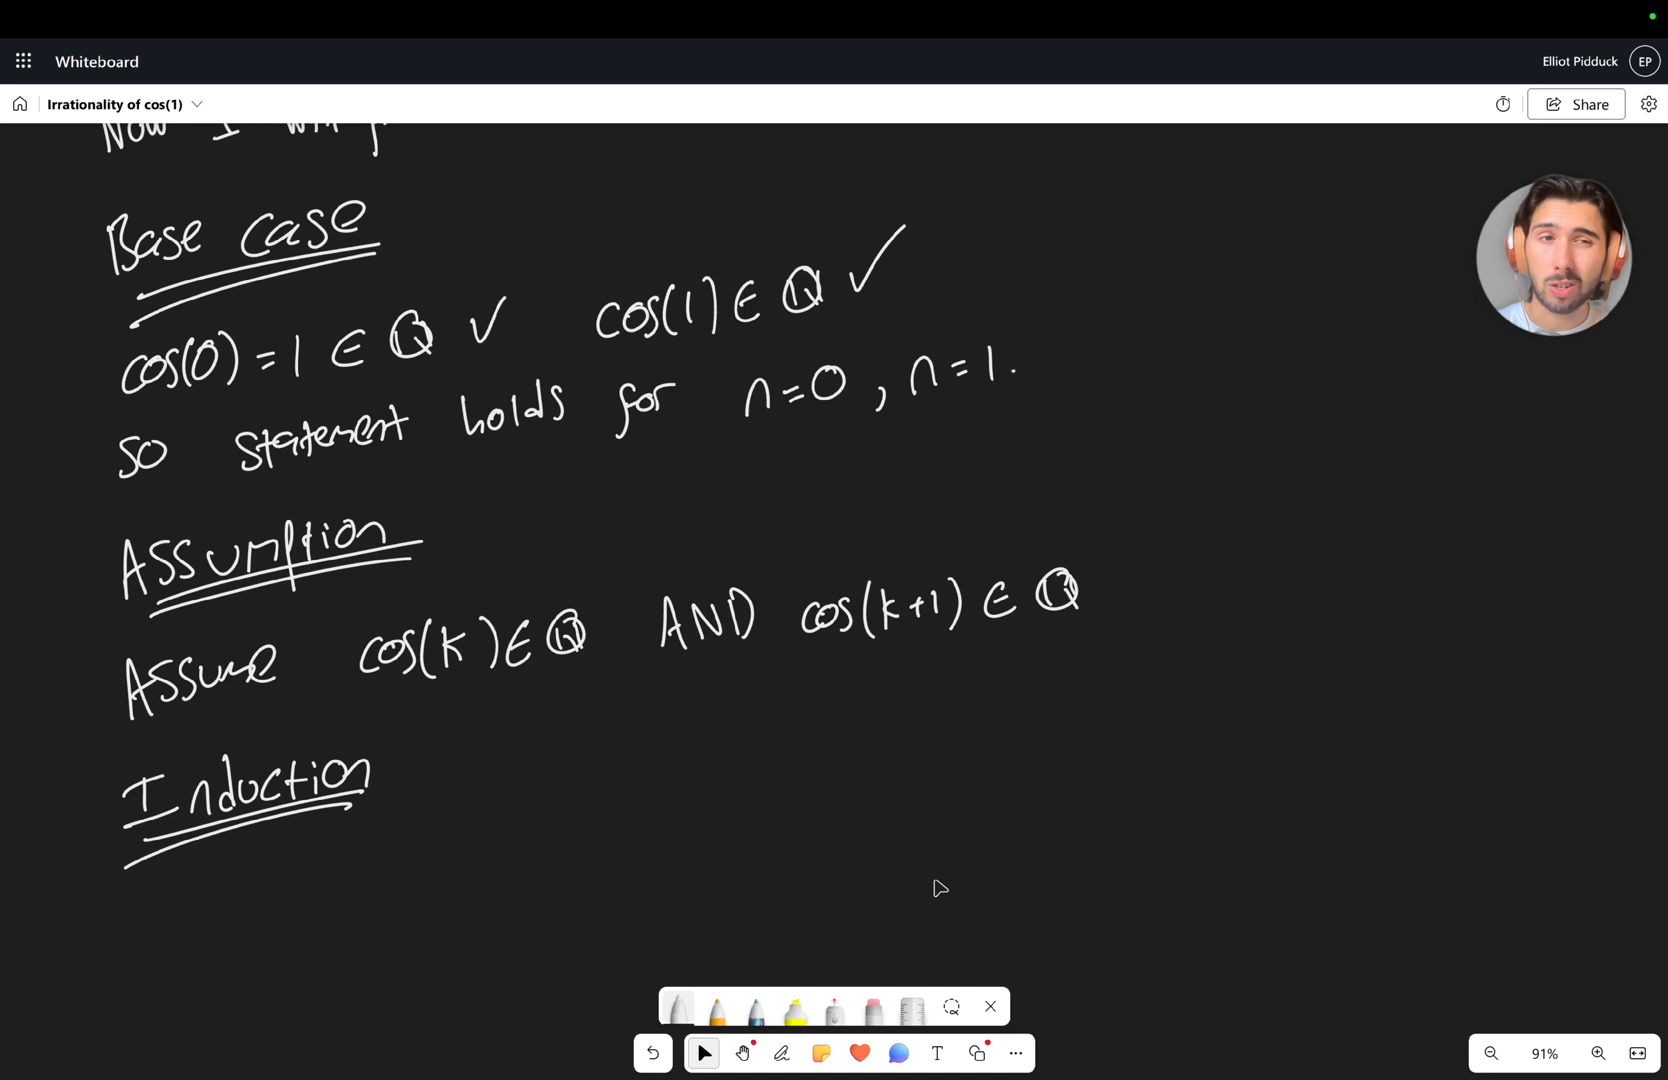 Whiteboard
Elliot Pidduck
EP
Irrationality of cos(1)
Share
Now I
Base case
cos(0) = 1 ∈ ℚ ✓ cos(1) ∈ ℚ ✓
so statement holds for n=0, n=1.
Assumption
Assume cos(k) ∈ ℚ AND cos(k+1) ∈ ℚ
Induction
91%